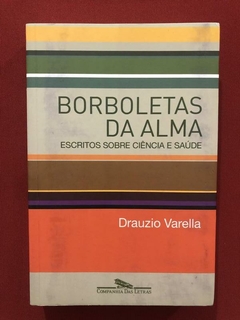 BORBOLETAS
DA ALMA
ESCRITOS SOBRE CIÊNCIA E SAÚDE
Drauzio Varella
COMPANHIA DAS LETRAS